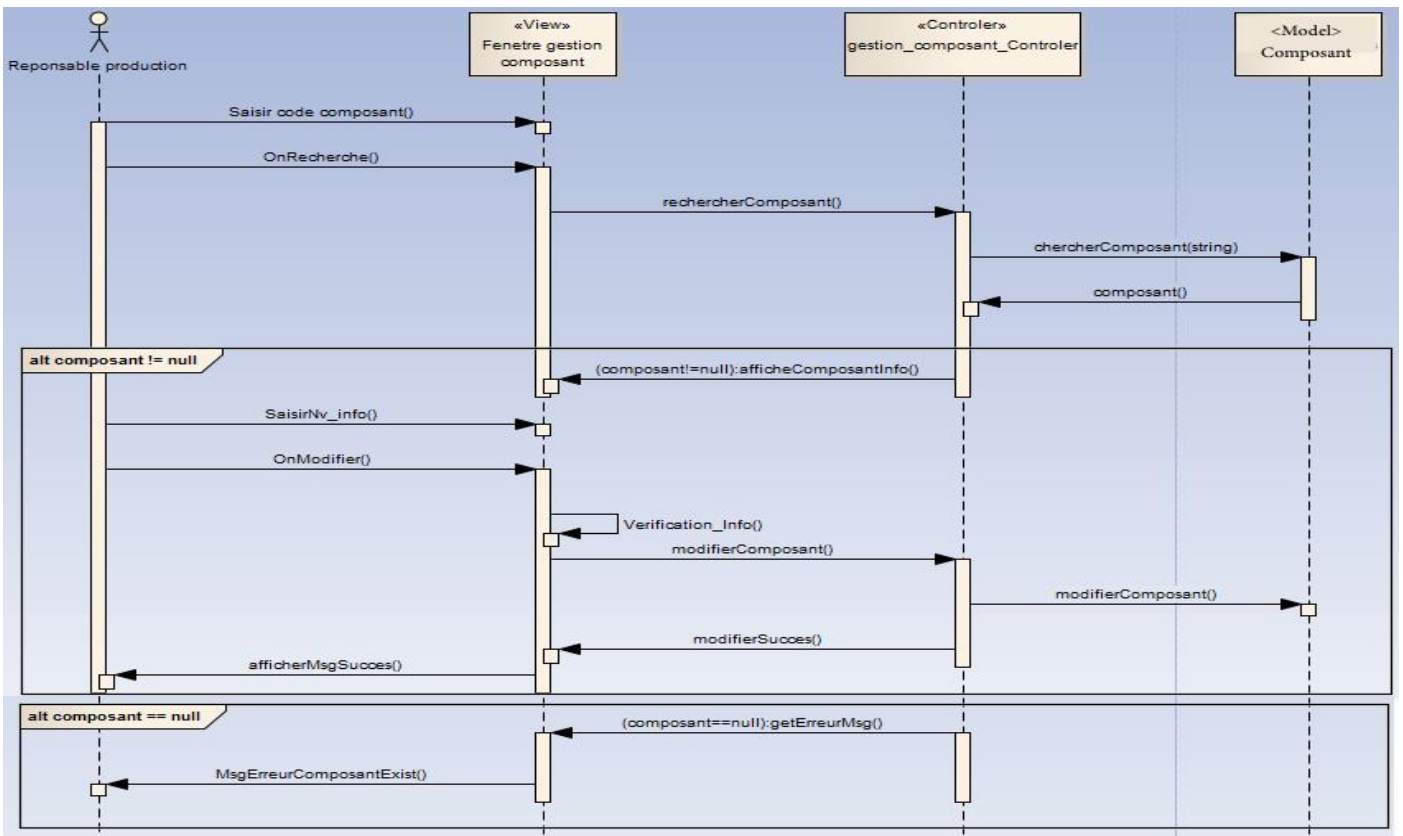 Reponsable production
«View»
Fenetre gestion
composant
«Controler»
gestion_composant_Controler
<Model>
Composant
Saisir code composant()
OnRecherche()
rechercherComposant()
chercherComposant(string)
composant()
alt composant != null
(composant!=null):afficheComposantInfo()
SaisirNv_info()
OnModifier()
Verification_Info()
modifierComposant()
modifierComposant()
modifierSucces()
afficherMsgSucces()
alt composant == null
(composant==null):getErreurMsg()
MsgErreurComposantExist()